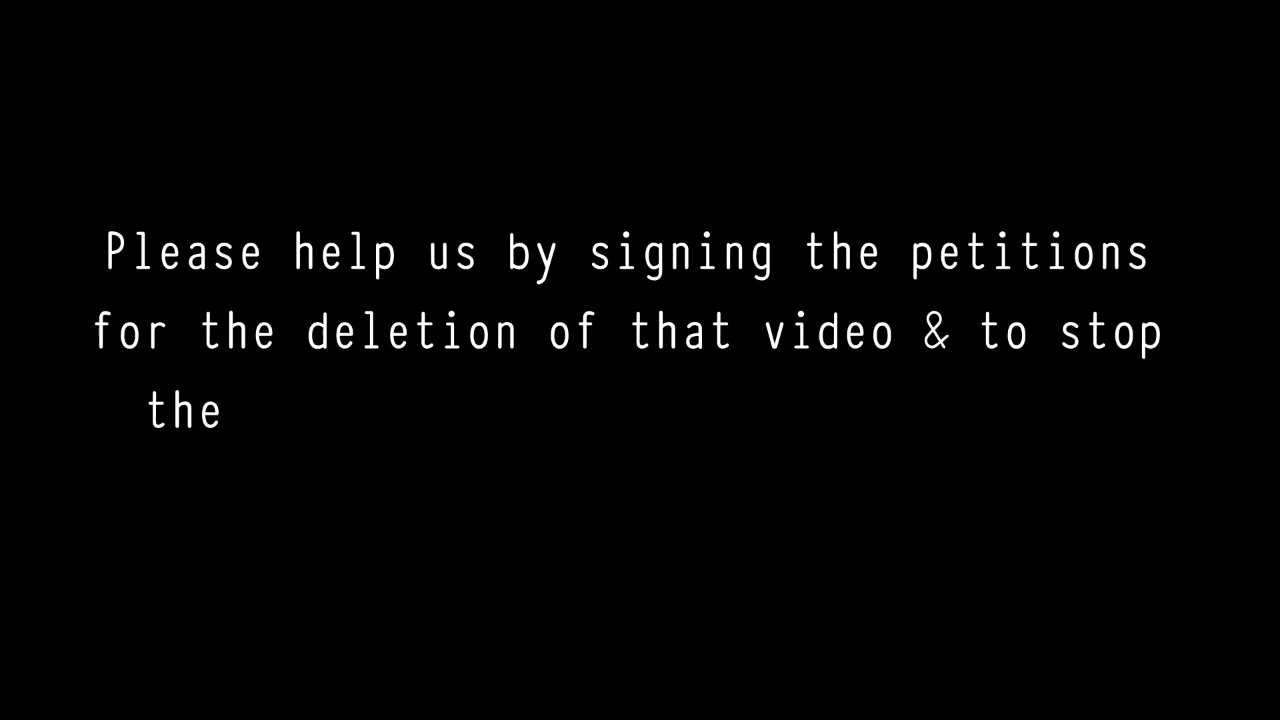 Please help us by signing the petitions
for the deletion of that video & to stop
the